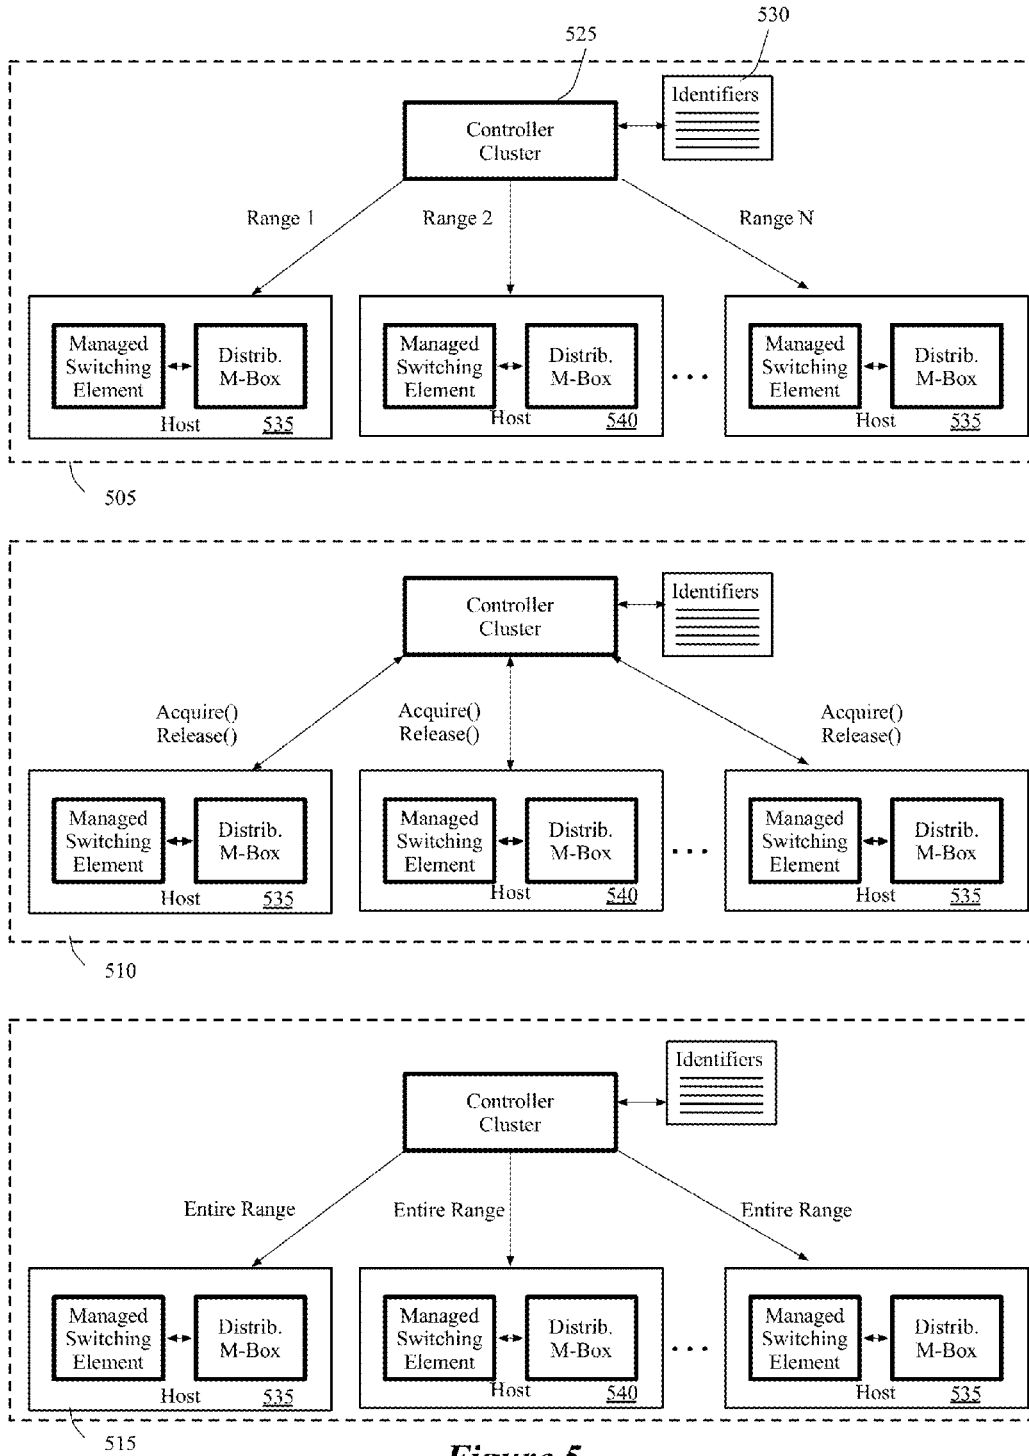 525
530
Identifiers
Controller
Cluster
Range 1
Range 2
Range N
Managed
Switching
Element
Distrib.
M-Box
Host
535
Managed
Switching
Element
Distrib.
M-Box
Host
540
...
Managed
Switching
Element
Distrib.
M-Box
Host
535
505
Controller
Cluster
Identifiers
Acquire()
Release()
Acquire()
Release()
Acquire()
Release()
Managed
Switching
Element
Distrib.
M-Box
Host
535
Managed
Switching
Element
Distrib.
M-Box
Host
540
...
Managed
Switching
Element
Distrib.
M-Box
Host
535
510
Identifiers
Controller
Cluster
Entire Range
Entire Range
Entire Range
Managed
Switching
Element
Distrib.
M-Box
Host
535
Managed
Switching
Element
Distrib.
M-Box
Host
540
...
Managed
Switching
Element
Distrib.
M-Box
Host
535
515
Figure 5